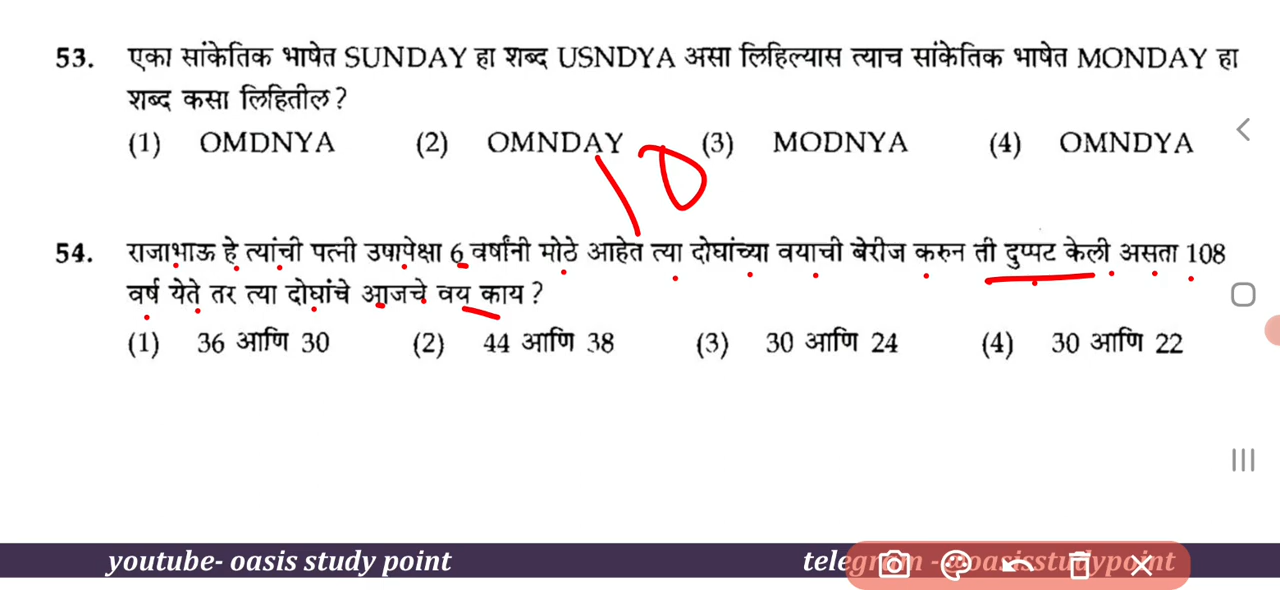 53. एका सांकेतिक भाषेत SUNDAY हा शब्द USNDYA असा लिहिल्यास त्याच सांकेतिक भाषेत MONDAY हा
शब्द कसा लिहितील ?
(1) OMDNYA (2) OMNDAY (3) MODNYA (4) OMNDYA
10
54. राजाभाऊ हे त्यांची पत्नी उषापेक्षा 6 वर्षांनी मोठे आहेत त्या दोघांच्या वयाची बेरीज करुन ती दुप्पट केली असता 108
वर्ष येते तर त्या दोघांचे आजचे वय काय ?
(1) 36 आणि 30 (2) 44 आणि 38 (3) 30 आणि 24 (4) 30 आणि 22
youtube- oasis study point telegram -@oasisstudypoint